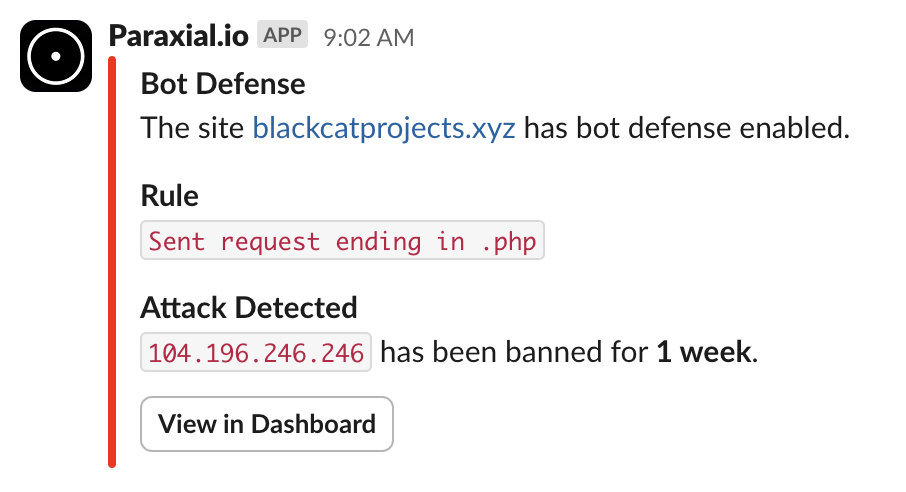 Paraxial.io APP 9:02 AM
Bot Defense
The site blackcatprojects.xyz has bot defense enabled.
Rule
Sent request ending in .php
Attack Detected
104.196.246.246 has been banned for 1 week.
View in Dashboard